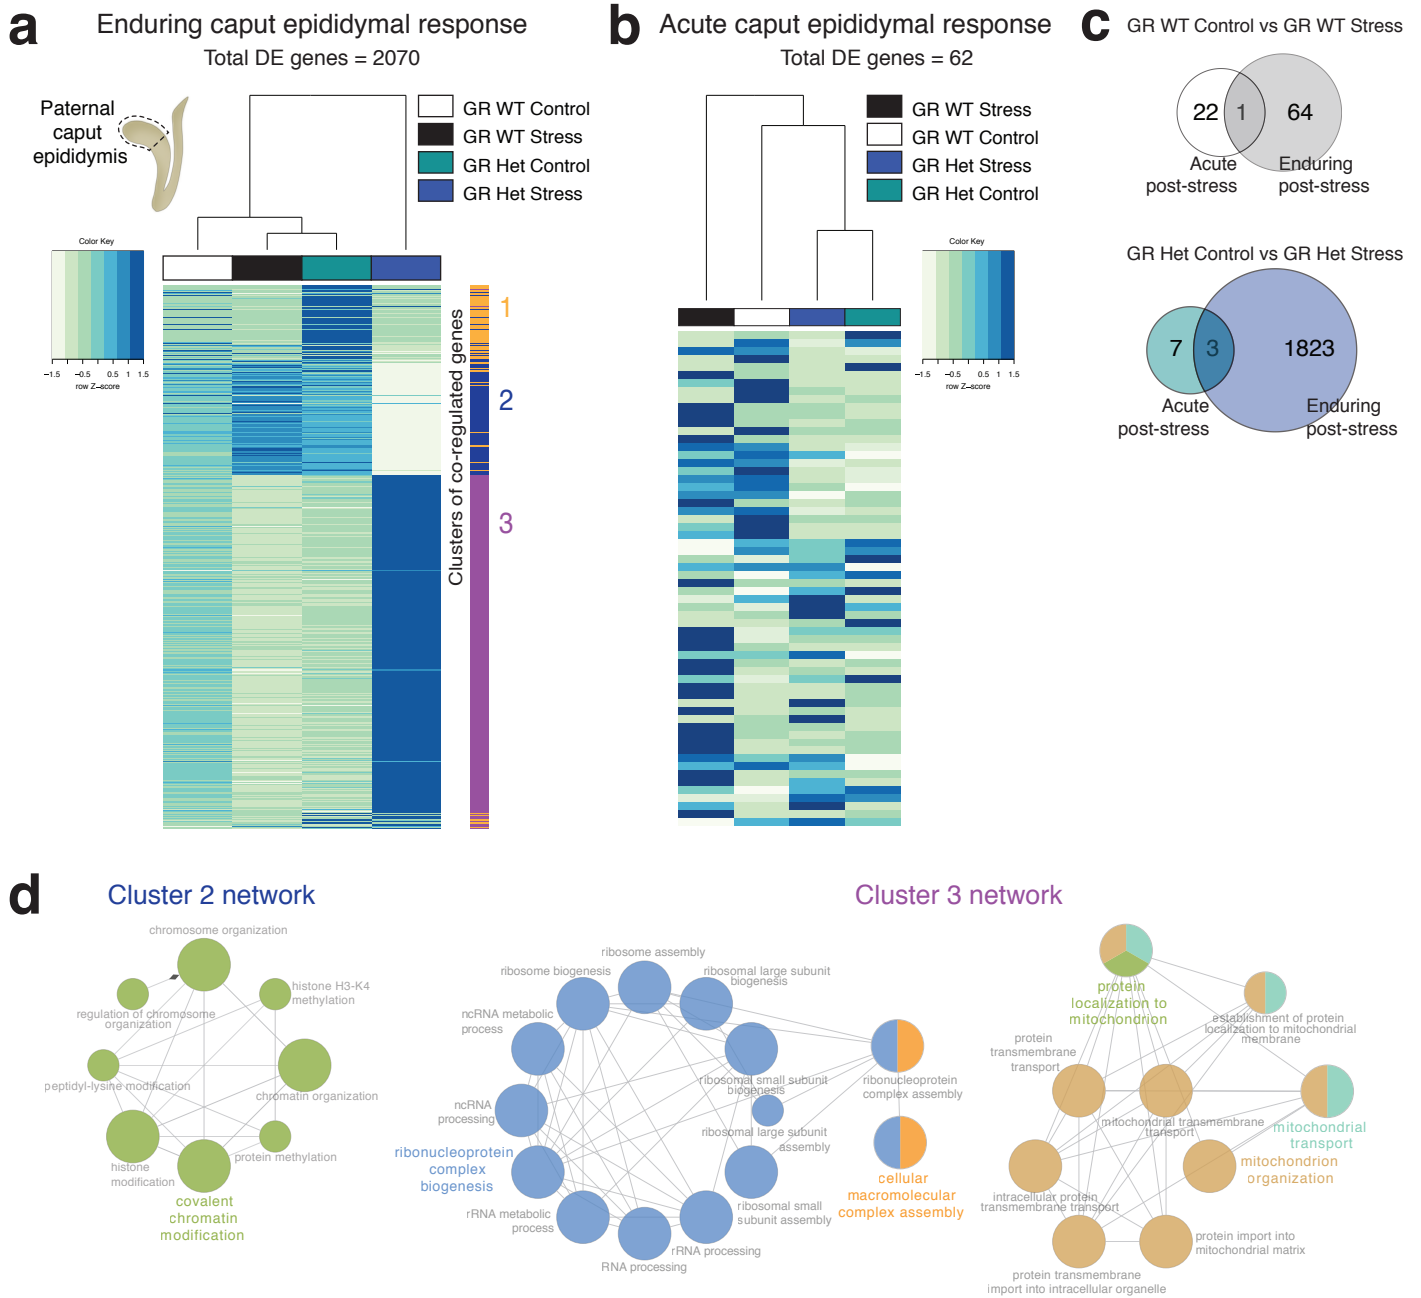 a
Enduring caput epididymal response
Total DE genes = 2070
Paternal
caput
epididymis
GR WT Control
GR WT Stress
GR Het Control
GR Het Stress
Color Key
−1.5 −0.5 0 0.5 1 1.5
row Z−score
Clusters of co-regulated genes
1
2
3
b
Acute caput epididymal response
Total DE genes = 62
GR WT Stress
GR WT Control
GR Het Stress
GR Het Control
Color Key
−1.5 −0.5 0 0.5 1 1.5
row Z−score
c
GR WT Control vs GR WT Stress
22 1 64
Acute
post-stress
Enduring
post-stress
GR Het Control vs GR Het Stress
7 3 1823
Acute
post-stress
Enduring
post-stress
d
Cluster 2 network
chromosome organization
histone H3-K4
methylation
regulation of chromosome
organization
peptidyl-lysine modification
chromatin organization
histone
modification
protein methylation
covalent
chromatin
modification
Cluster 3 network
ribosome assembly
ribosome biogenesis
ribosomal large subunit
biogenesis
ncRNA metabolic
process
ribosomal small subunit
biogenesis
ncRNA
processing
ribosomal large subunit
assembly
ribonucleoprotein
complex
biogenesis
ribosomal small
subunit assembly
rRNA metabolic
process
rRNA processing
RNA processing
ribonucleoprotein
complex assembly
cellular
macromolecular
complex assembly
protein
localization to
mitochondrion
establishment of protein
localization to mitochondrial
membrane
protein
transmembrane
transport
mitochondrial transmembrane
transport
mitochondrial
transport
mitochondrion
organization
intracellular protein
transmembrane transport
protein import into
mitochondrial matrix
protein transmembrane
import into intracellular organelle